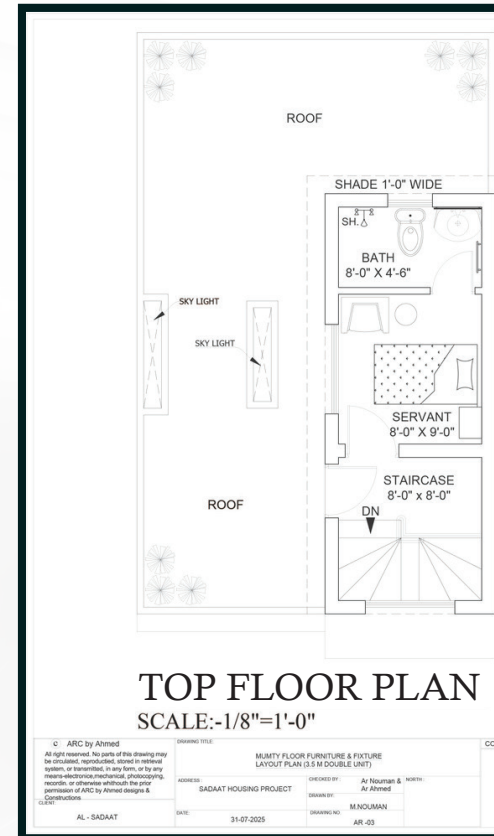 ROOF
SHADE 1'-0" WIDE
SH.
BATH
8'-0" X 4'-6"
SKY LIGHT
SKY LIGHT
SERVANT
8'-0" X 9'-0"
STAIRCASE
8'-0" x 8'-0"
ROOF
DN
TOP FLOOR PLAN
SCALE:-1/8"=1'-0"
C ARC by Ahmed
All right reserved. No parts of this drawing may
be circulated, reproductied, stored in retrieval
system, or transmitted, in any form, or by any
means-electronice,mechanical, photocopying,
recordin. or otherwise whithouth the prior
permission of ARC by Ahmed designs &
Constructions
CLIENT
AL - SADAAT
DRAWING TITLE
MUMTY FLOOR FURNITURE & FIXTURE
LAYOUT PLAN (3.5 M DOUBLE UNIT)
ADDRESS:
SADAAT HOUSING PROJECT
DATE:
31-07-2025
CHECKED BY:
Ar Nouman &
Ar Ahmed
DRAWN BY:
M.NOUMAN
DRAWING NO.
AR -03
NORTH :